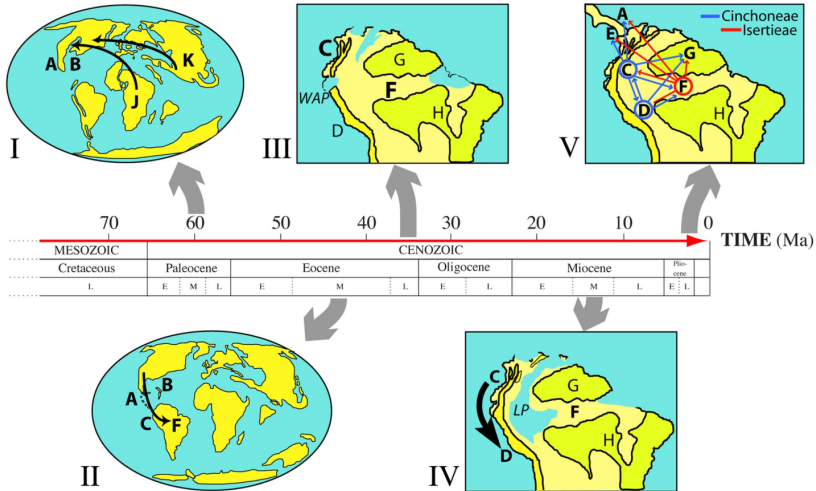 A B
K
J
I
C
G
WAP
F
D
H
III
A
E
G
C
F
D
H
V
Cinchoneae
Isertieae
70 60 50 40 30 20 10 0 TIME (Ma)
MESOZOIC CENOZOIC
Cretaceous Paleocene Eocene Oligocene Miocene Plio-
cene
L E M L E M L E L E M L E L
B
A
C F
II
C
G
LP
F
H
D
IV